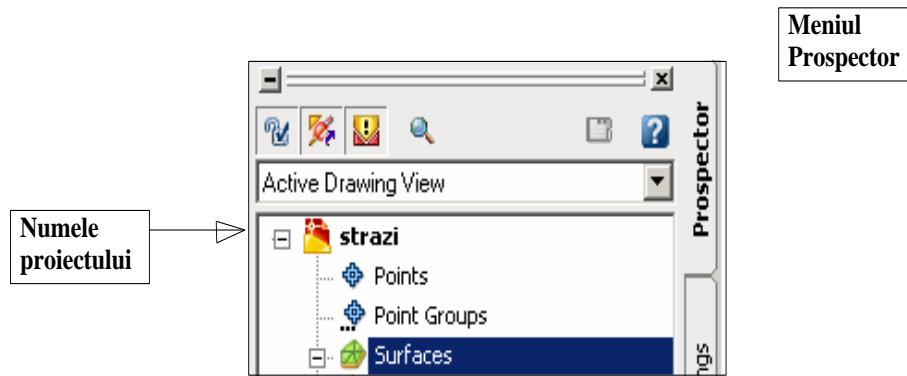 Meniul
Prospector
Active Drawing View
Prospector
Numele
proiectului
strazi
Points
Point Groups
Surfaces
ngs